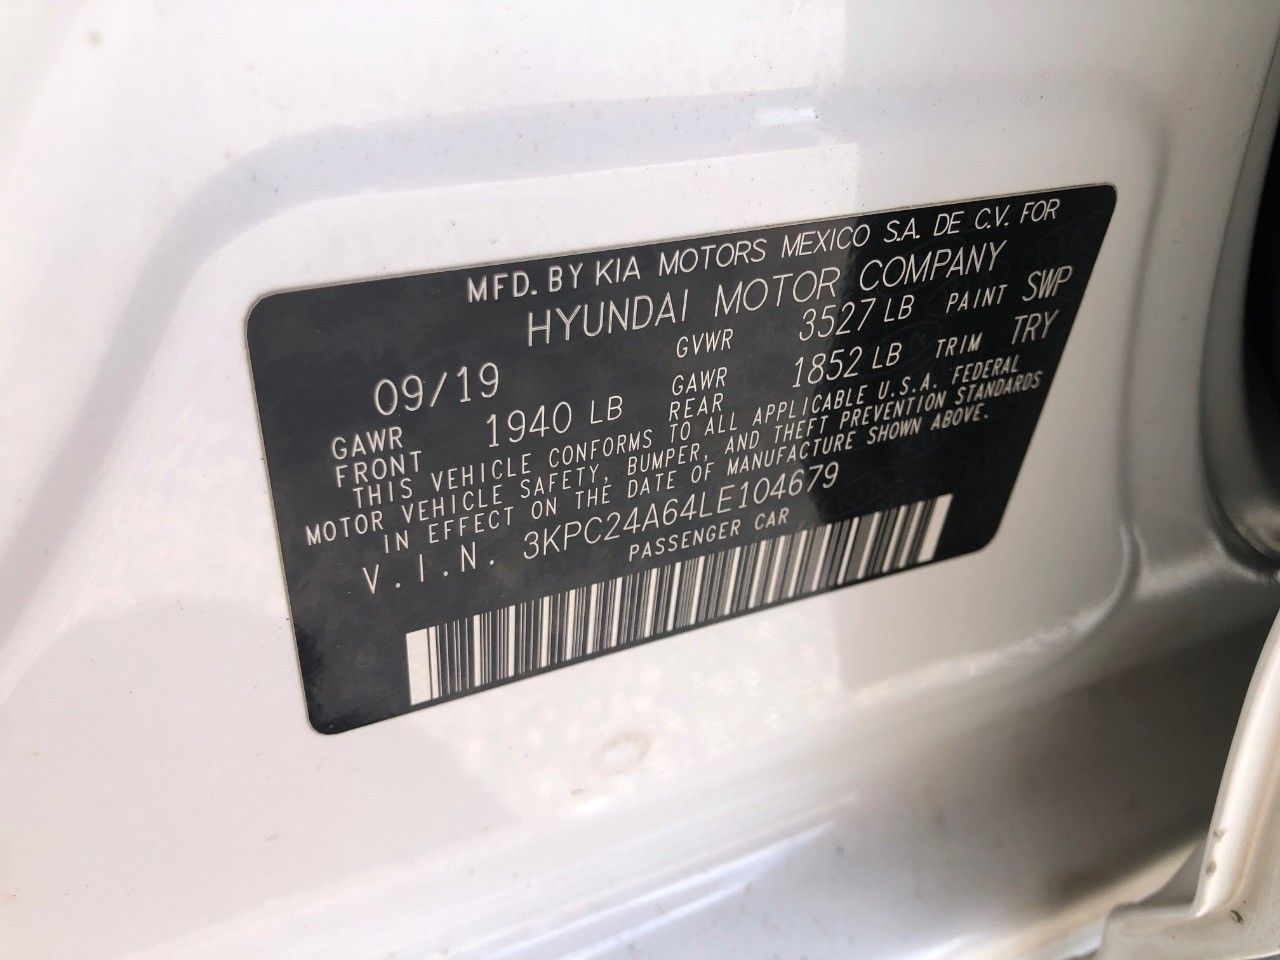 MFD. BY KIA MOTORS MEXICO S.A. DE C.V. FOR
HYUNDAI MOTOR COMPANY
09/19 GVWR 3527 LB PAINT SWP
GAWR FRONT 1940 LB GAWR REAR 1852 LB TRIM TRY
THIS VEHICLE CONFORMS TO ALL APPLICABLE U.S.A. FEDERAL
MOTOR VEHICLE SAFETY, BUMPER, AND THEFT PREVENTION STANDARDS
IN EFFECT ON THE DATE OF MANUFACTURE SHOWN ABOVE.
V.I.N. 3KPC24A64LE104679
PASSENGER CAR